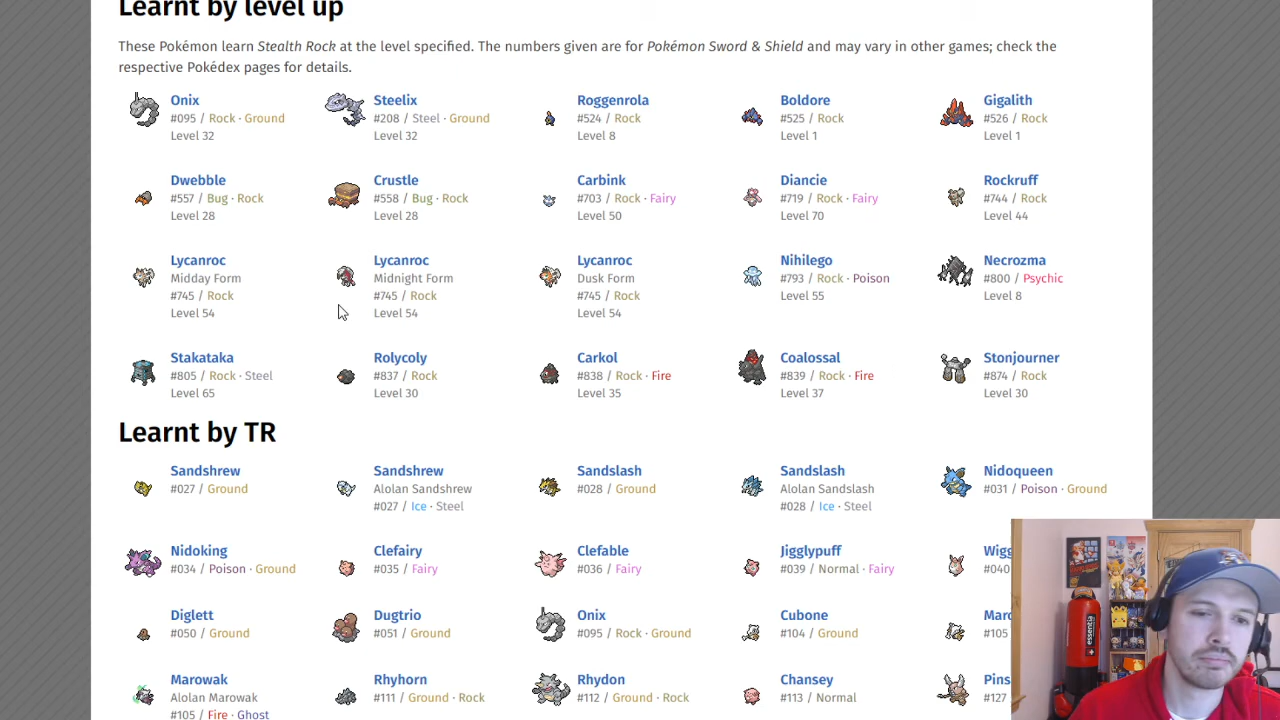 Learnt by level up
These Pokémon learn Stealth Rock at the level specified. The numbers given are for Pokémon Sword & Shield and may vary in other games; check the
respective Pokédex pages for details.
Onix
#095 / Rock · Ground
Level 32
Steelix
#208 / Steel · Ground
Level 32
Roggenrola
#524 / Rock
Level 8
Boldore
#525 / Rock
Level 1
Gigalith
#526 / Rock
Level 1
Dwebble
#557 / Bug · Rock
Level 28
Crustle
#558 / Bug · Rock
Level 28
Carbink
#703 / Rock · Fairy
Level 50
Diancie
#719 / Rock · Fairy
Level 70
Rockruff
#744 / Rock
Level 44
Lycanroc
Midday Form
#745 / Rock
Level 54
Lycanroc
Midnight Form
#745 / Rock
Level 54
Lycanroc
Dusk Form
#745 / Rock
Level 54
Nihilego
#793 / Rock · Poison
Level 55
Necrozma
#800 / Psychic
Level 8
Stakataka
#805 / Rock · Steel
Level 65
Rolycoly
#837 / Rock
Level 30
Carkol
#838 / Rock · Fire
Level 35
Coalossal
#839 / Rock · Fire
Level 37
Stonjourner
#874 / Rock
Level 30
Learnt by TR
Sandshrew
#027 / Ground
Sandshrew
Alolan Sandshrew
#027 / Ice · Steel
Sandslash
#028 / Ground
Sandslash
Alolan Sandslash
#028 / Ice · Steel
Nidoqueen
#031 / Poison · Ground
Nidoking
#034 / Poison · Ground
Clefairy
#035 / Fairy
Clefable
#036 / Fairy
Jigglypuff
#039 / Normal · Fairy
Wigg
#040
Diglett
#050 / Ground
Dugtrio
#051 / Ground
Onix
#095 / Rock · Ground
Cubone
#104 / Ground
Maro
#105
Marowak
Alolan Marowak
#105 / Fire · Ghost
Rhyhorn
#111 / Ground · Rock
Rhydon
#112 / Ground · Rock
Chansey
#113 / Normal
Pins
#127
essentia